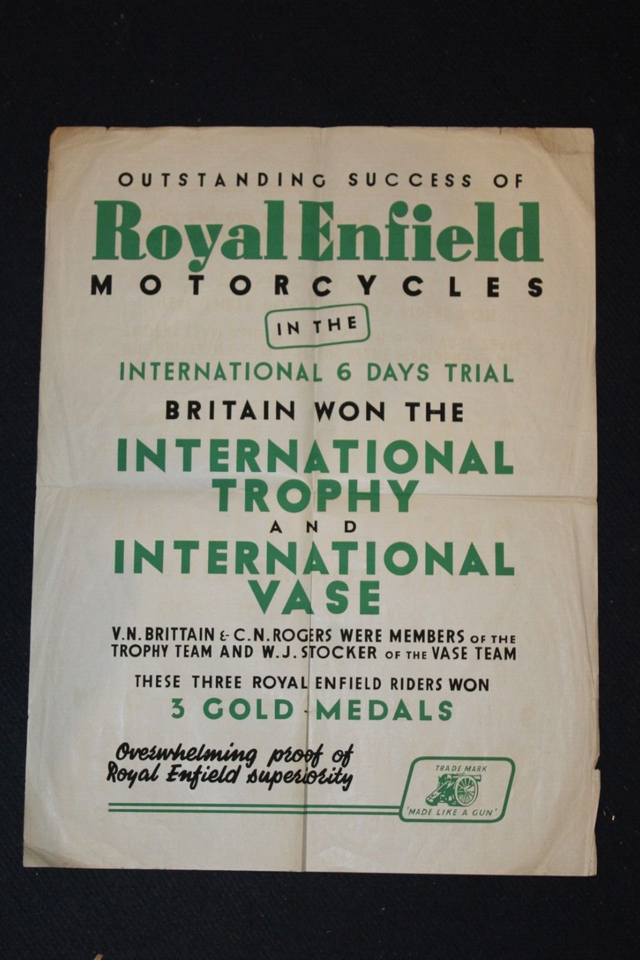 OUTSTANDING SUCCESS OF
Royal Enfield
MOTORCYCLES
IN THE
INTERNATIONAL 6 DAYS TRIAL
BRITAIN WON THE
INTERNATIONAL
TROPHY
AND
INTERNATIONAL
VASE
V.N. BRITTAIN & C.N. ROGERS WERE MEMBERS OF THE
TROPHY TEAM AND W.J. STOCKER OF THE VASE TEAM
THESE THREE ROYAL ENFIELD RIDERS WON
3 GOLD MEDALS
Overwhelming proof of
Royal Enfield superiority
TRADE MARK
'MADE LIKE A GUN'